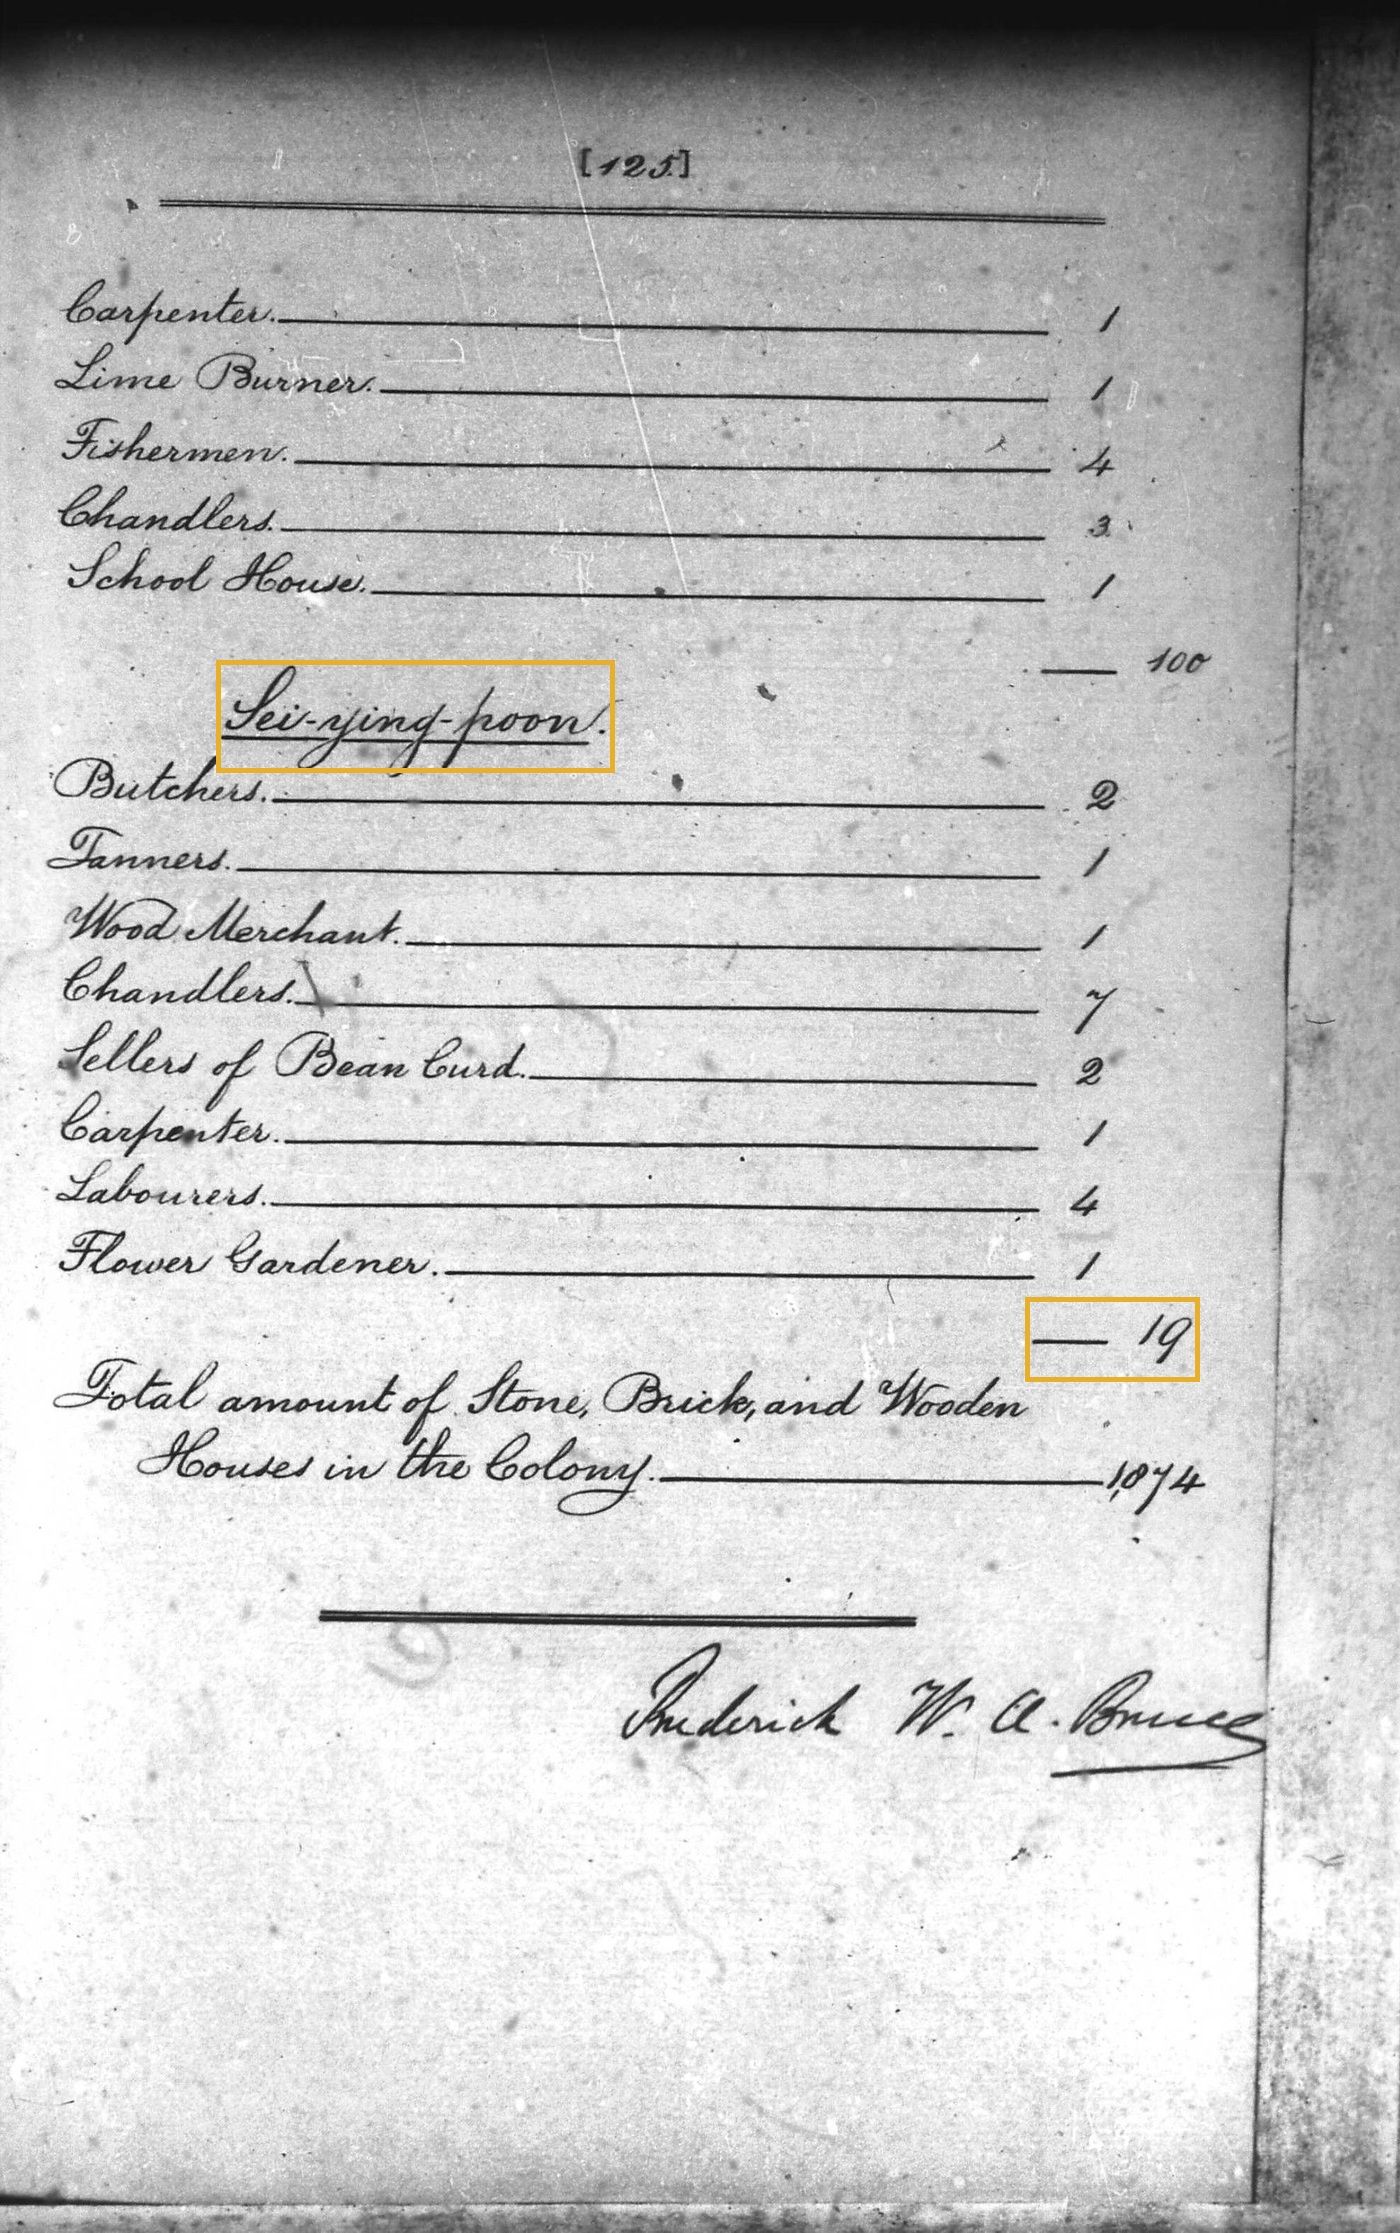 [125]
Carpenter. 1
Lime Burner. 1
Fishermen. 4
Chandlers. 3
School House. 1
100
Sei-ying-poon.
Butchers. 2
Tanners. 1
Wood Merchant. 1
Chandlers. 7
Sellers of Bean Curd. 2
Carpenter. 1
Labourers. 4
Flower Gardener. 1
19
Total amount of Stone, Brick, and Wooden
Houses in the Colony. 1,874
Frederick W. A. Bruce